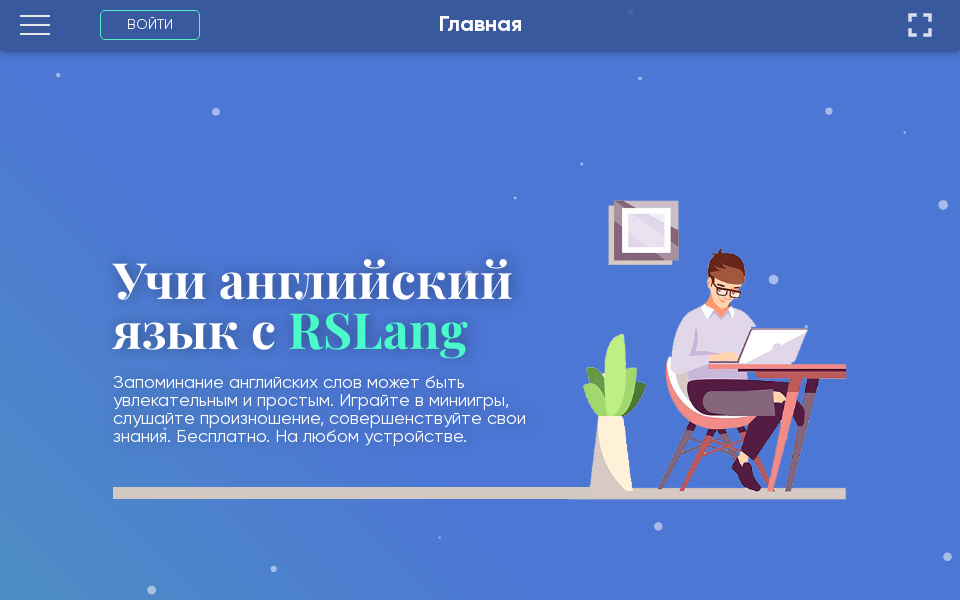 ВОЙТИ
Главная
Учи английский
язык с RSLang
Запоминание английских слов может быть
увлекательным и простым. Играйте в миниигры,
слушайте произношение, совершенствуйте свои
знания. Бесплатно. На любом устройстве.